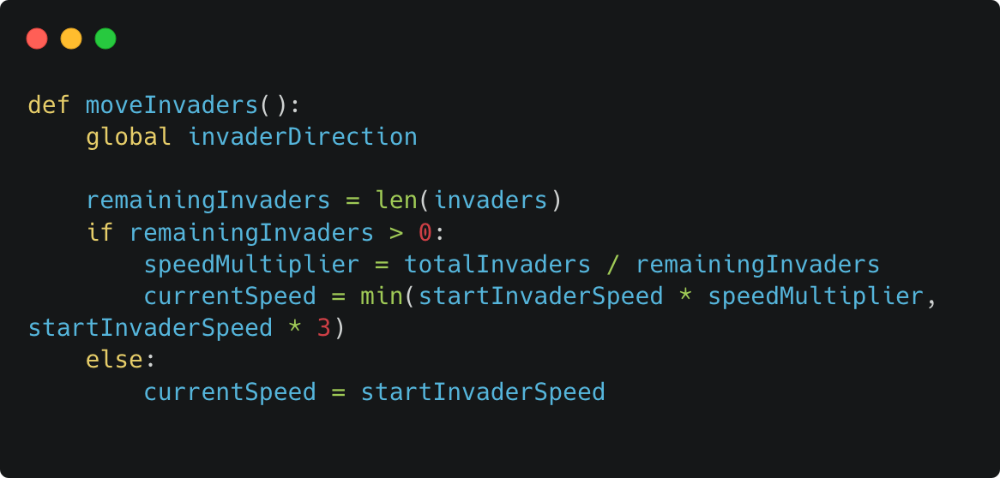 def moveInvaders():
    global invaderDirection

    remainingInvaders = len(invaders)
    if remainingInvaders > 0:
        speedMultiplier = totalInvaders / remainingInvaders
        currentSpeed = min(startInvaderSpeed * speedMultiplier,
startInvaderSpeed * 3)
    else:
        currentSpeed = startInvaderSpeed